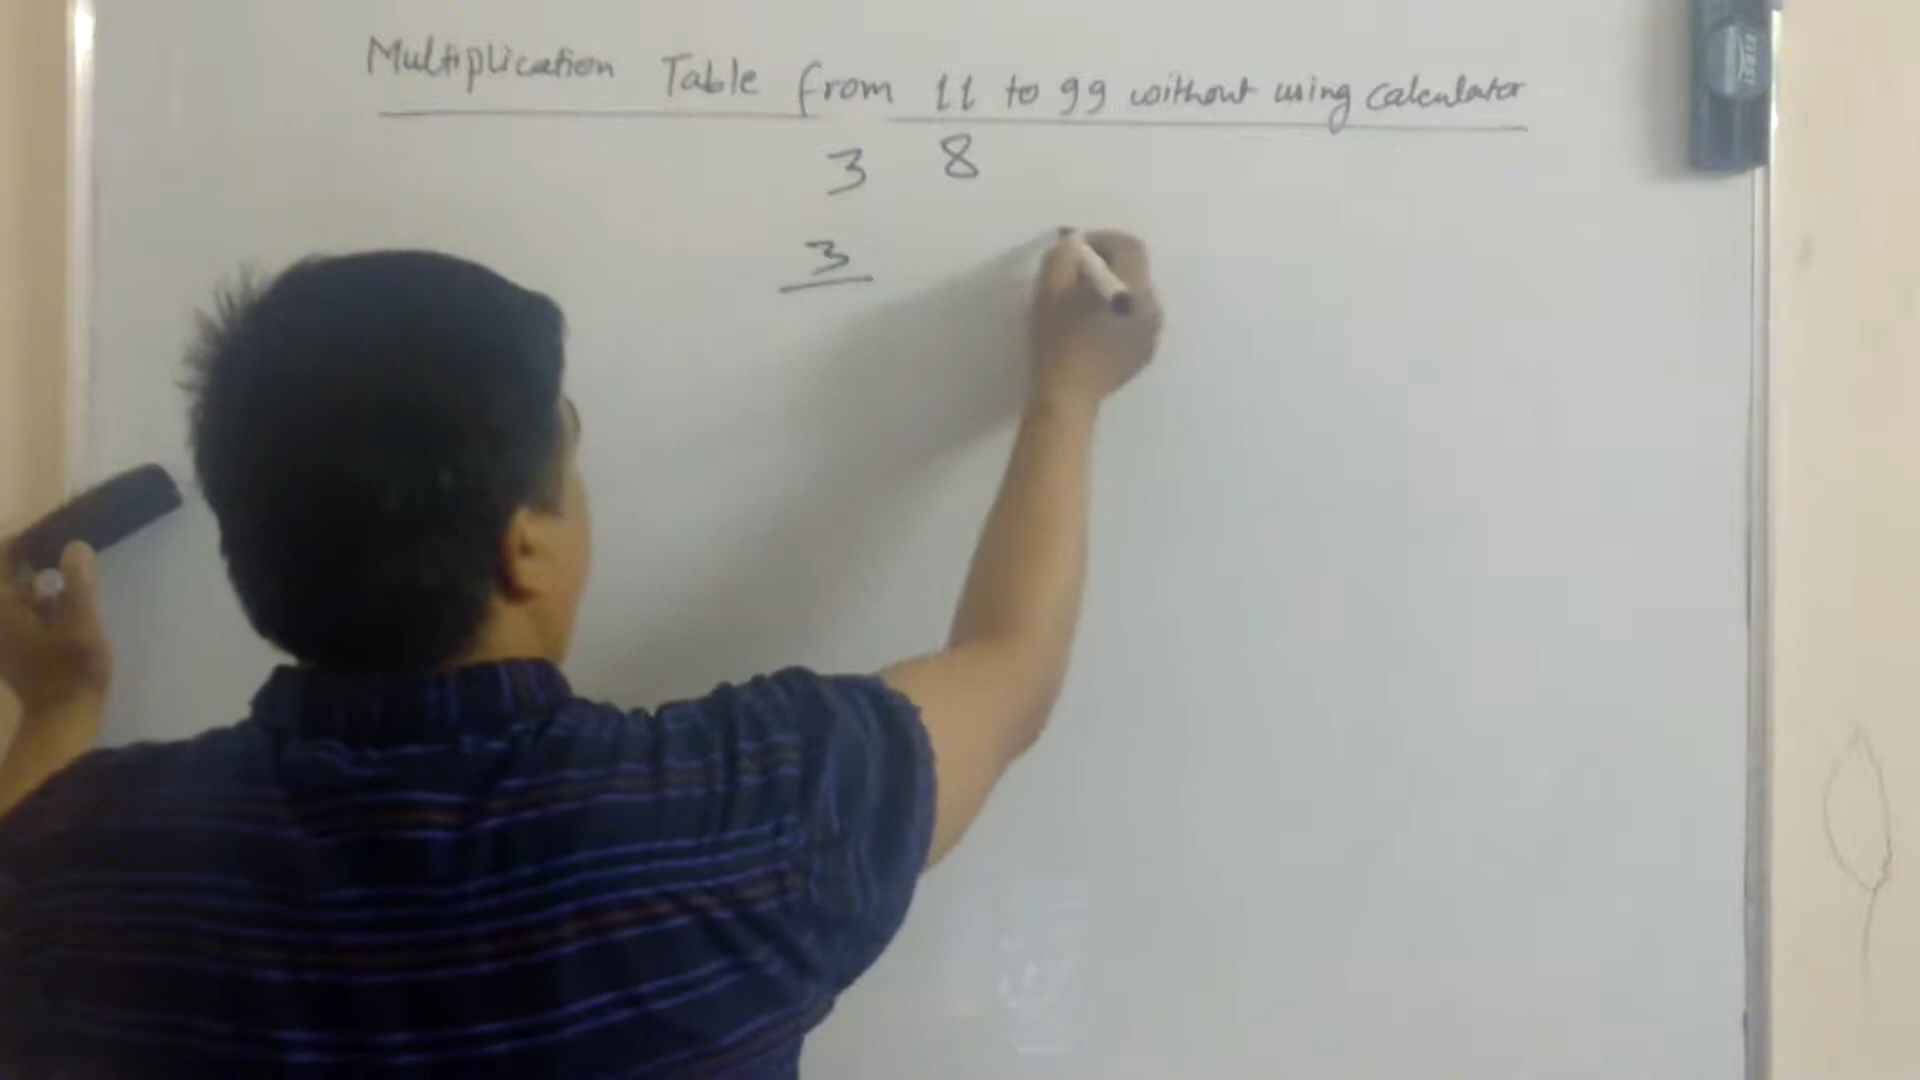 Multiplication Table from 11 to 99 without using calculator
3 8
3